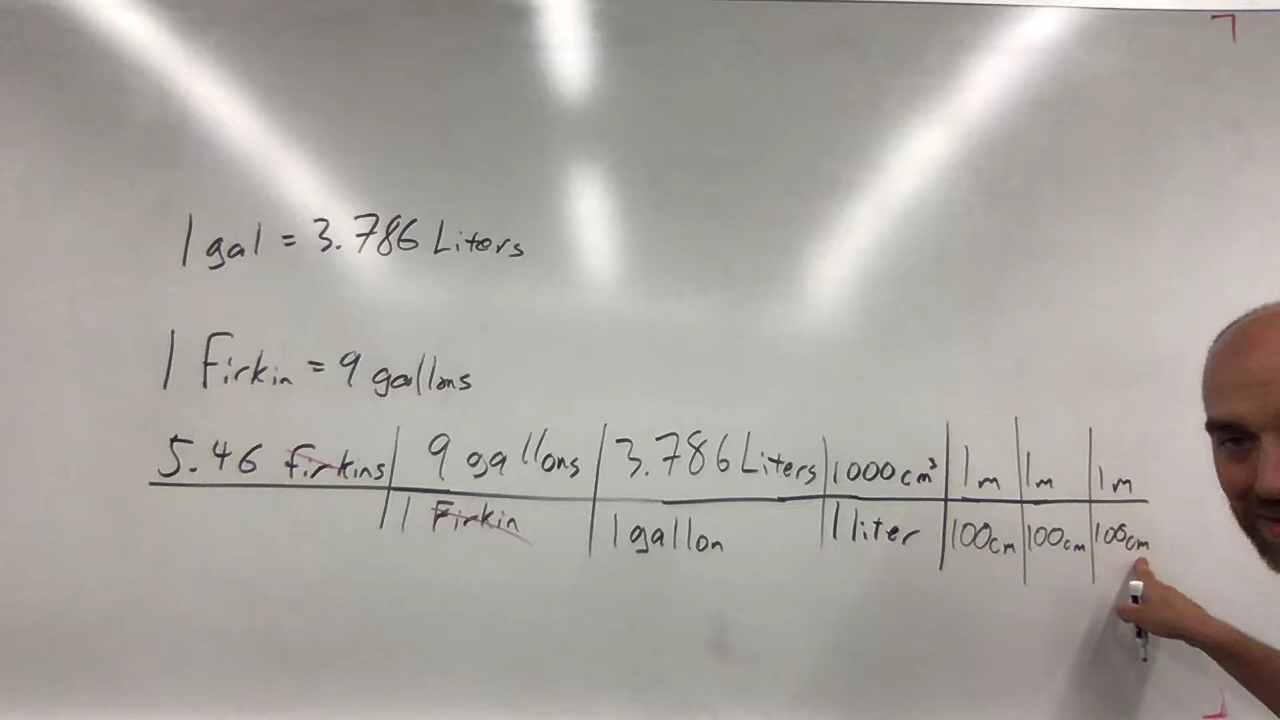 1 gal = 3.786 Liters
1 Firkin = 9 gallons
5.46 firkins | 9 gallons | 3.786 Liters | 1000 cm³ | 1m | 1m | 1m
1 Firkin | 1 gallon | 1 liter | 100cm | 100cm | 100cm